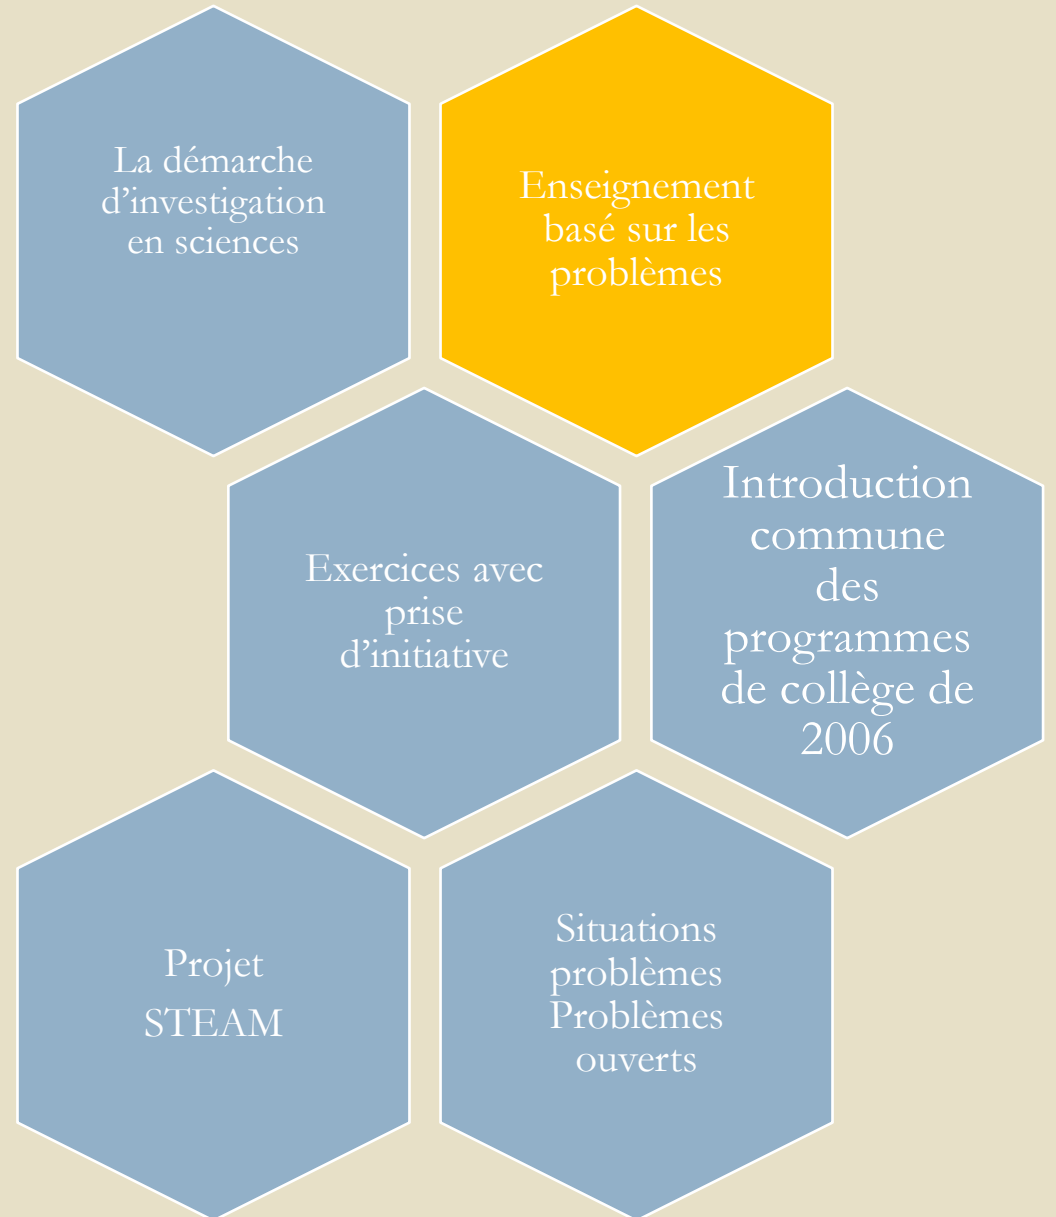 La démarche
d’investigation
en sciences
Enseignement
basé sur les
problèmes
Exercices avec
prise
d’initiative
Introduction
commune
des
programmes
de collège de
2006
Projet
STEAM
Situations
problèmes
Problèmes
ouverts